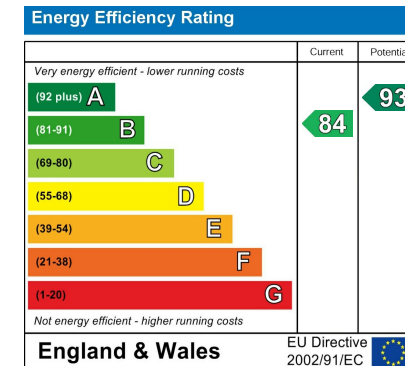 Energy Efficiency Rating
Current Potentia
Very energy efficient - lower running costs
(92 plus) A
93
(81-91) B
84
(69-80) C
(55-68) D
(39-54) E
(21-38) F
(1-20) G
Not energy efficient - higher running costs
England & Wales
EU Directive
2002/91/EC